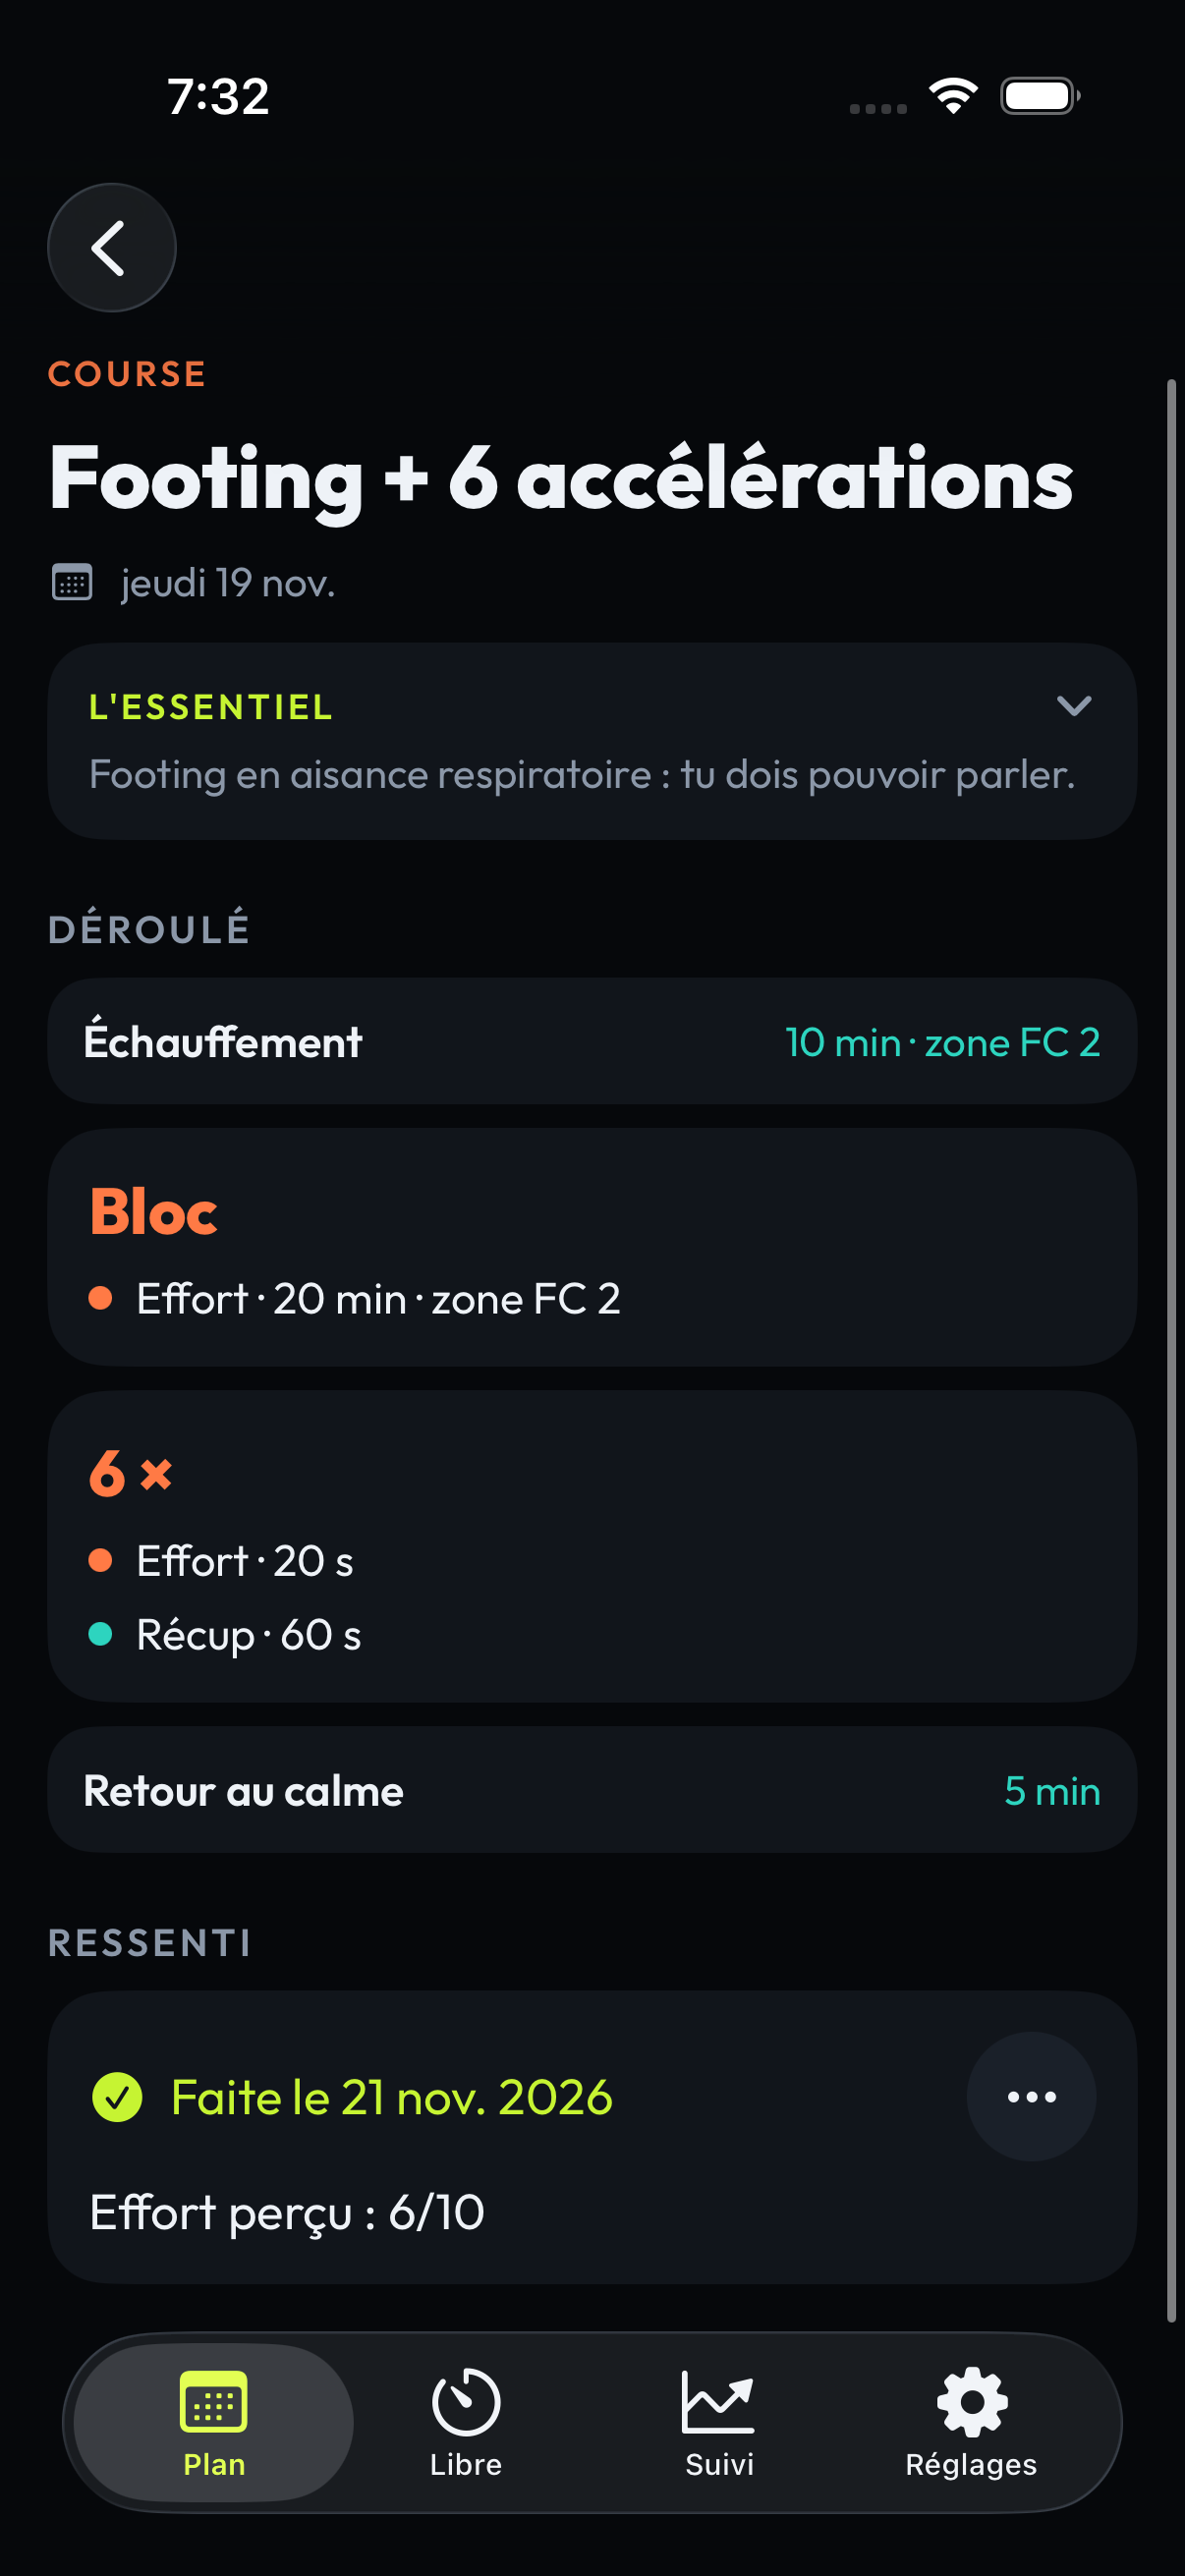 7:32
COURSE
Footing + 6 accélérations
jeudi 19 nov.
L'ESSENTIEL
Footing en aisance respiratoire : tu dois pouvoir parler.
DÉROULÉ
Échauffement 10 min · zone FC 2
Bloc
Effort · 20 min · zone FC 2
6 ×
Effort · 20 s
Récup · 60 s
Retour au calme 5 min
RESSENTI
Faite le 21 nov. 2026
Effort perçu : 6/10
Plan Libre Suivi Réglages